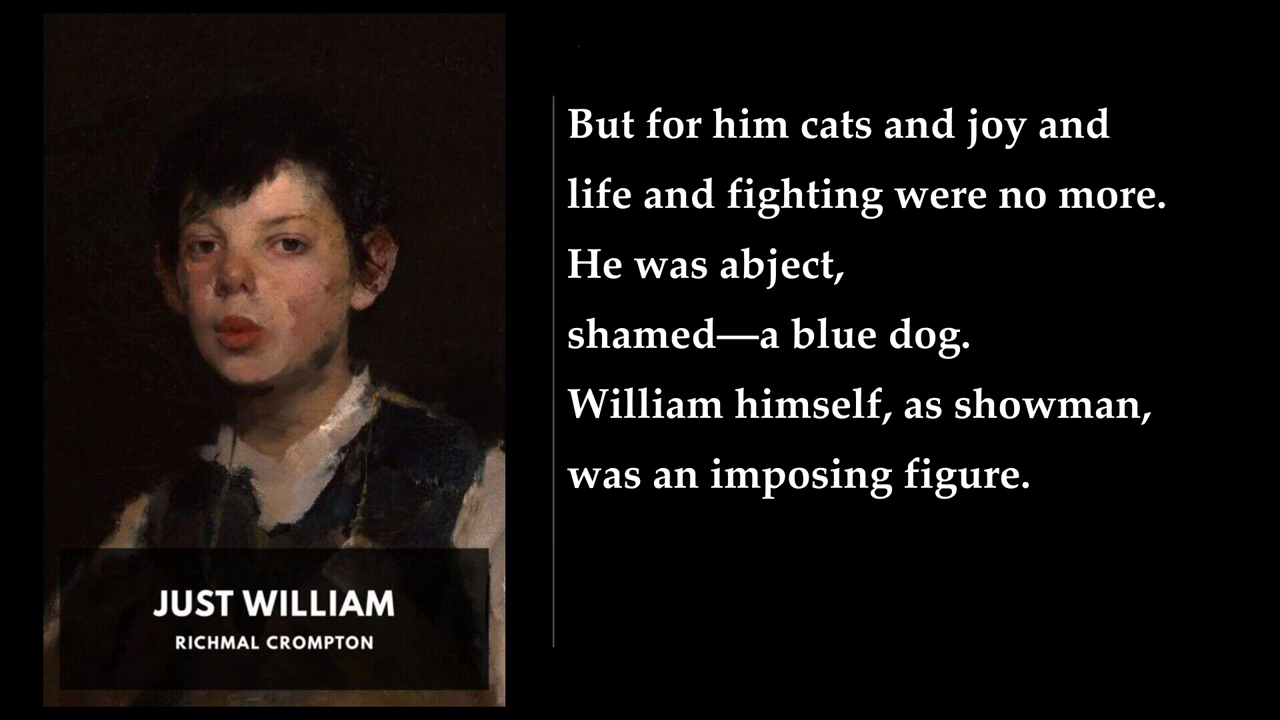 But for him cats and joy and
life and fighting were no more.
He was abject,
shamed—a blue dog.
William himself, as showman,
was an imposing figure.
JUST WILLIAM
RICHMAL CROMPTON